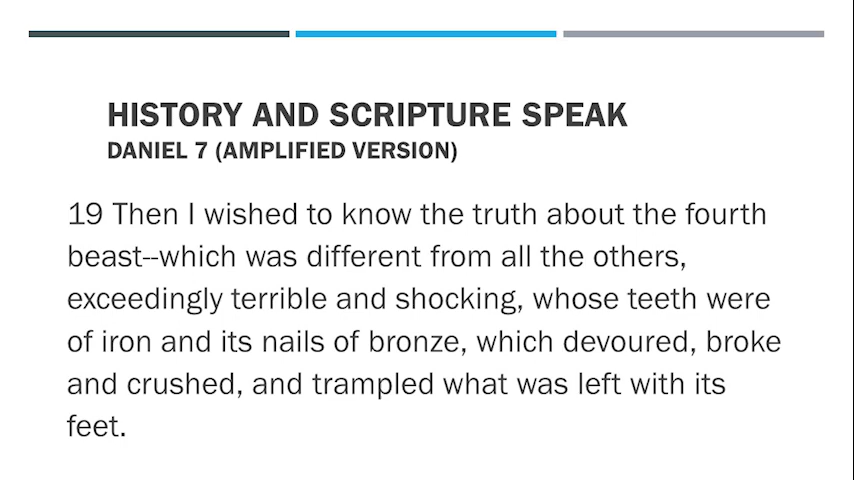 HISTORY AND SCRIPTURE SPEAK
DANIEL 7 (AMPLIFIED VERSION)
19 Then I wished to know the truth about the fourth
beast--which was different from all the others,
exceedingly terrible and shocking, whose teeth were
of iron and its nails of bronze, which devoured, broke
and crushed, and trampled what was left with its
feet.